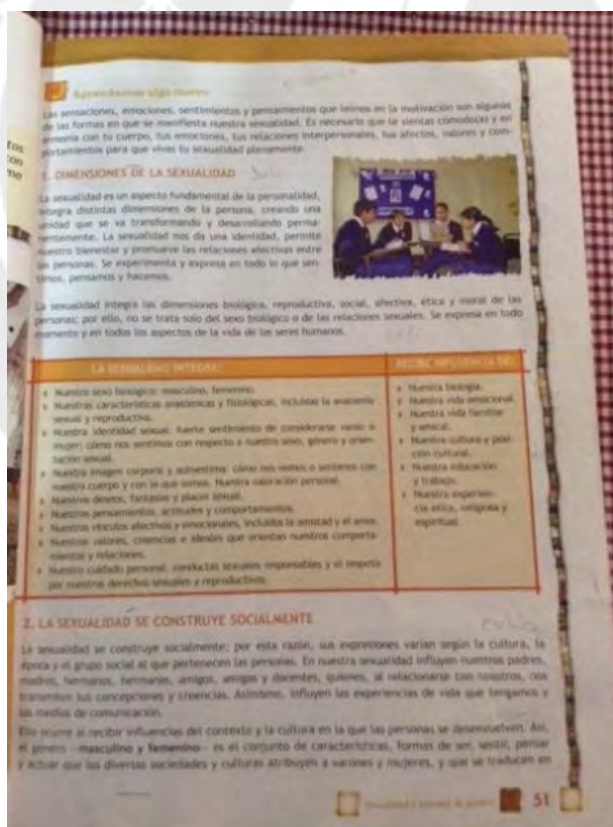 Aprendamos algo nuevo
Las sensaciones, emociones, sentimientos y pensamientos que leímos en la motivación son algunas
de las formas en que se manifiesta nuestra sexualidad. Es necesario que te sientas cómodo(a) y en
armonía con tu cuerpo, tus emociones, tus relaciones interpersonales, tus afectos, valores y com-
portamientos para que vivas tu sexualidad plenamente.
1. DIMENSIONES DE LA SEXUALIDAD
La sexualidad es un aspecto fundamental de la personalidad,
integra distintas dimensiones de la persona, creando una
unidad que se va transformando y desarrollando perma-
nentemente. La sexualidad nos da una identidad, permite
nuestro bienestar y promueve las relaciones afectivas entre
las personas. Se experimenta y expresa en todo lo que sen-
timos, pensamos y hacemos.
La sexualidad integra las dimensiones biológica, reproductiva, social, afectiva, ética y moral de las
personas; por ello, no se trata solo del sexo biológico o de las relaciones sexuales. Se expresa en todo
momento y en todos los aspectos de la vida de los seres humanos.
LA SEXUALIDAD INTEGRA:
Nuestro sexo biológico: masculino, femenino.
Nuestras características anatómicas y fisiológicas, incluidas la anatomía
sexual y reproductiva.
Nuestra identidad sexual: fuerte sentimiento de considerarse varón o
mujer; cómo nos sentimos con respecto a nuestro sexo, género y orien-
tación sexual.
Nuestra imagen corporal y autoestima: cómo nos vemos o sentimos con
nuestro cuerpo y con lo que somos. Nuestra valoración personal.
Nuestros deseos, fantasías y placer sexual.
Nuestros pensamientos, actitudes y comportamientos.
Nuestros vínculos afectivos y emocionales, incluidos la amistad y el amor.
Nuestros valores, creencias e ideales que orientan nuestros comporta-
mientos y relaciones.
Nuestro cuidado personal, conductas sexuales responsables y el respeto
por nuestros derechos sexuales y reproductivos.
RECIBE INFLUENCIA DE:
Nuestra biología.
Nuestra vida emocional.
Nuestra vida familiar
y amical.
Nuestra cultura y posi-
ción cultural.
Nuestra educación
y trabajo.
Nuestra experien-
cia ética, religiosa y
espiritual.
2. LA SEXUALIDAD SE CONSTRUYE SOCIALMENTE
La sexualidad se construye socialmente; por esta razón, sus expresiones varían según la cultura, la
época y el grupo social al que pertenecen las personas. En nuestra sexualidad influyen nuestros padres,
madres, hermanos, hermanas, amigos, amigas y docentes, quienes, al relacionarse con nosotros, nos
transmiten sus concepciones y creencias. Asimismo, influyen las experiencias de vida que tengamos y
los medios de comunicación.
Ello ocurre al recibir influencias del contexto y la cultura en la que las personas se desenvuelven. Así,
el género -masculino y femenino- es el conjunto de características, formas de ser, sentir, pensar
y actuar que las diversas sociedades y culturas atribuyen a varones y mujeres, y que se traducen en
51